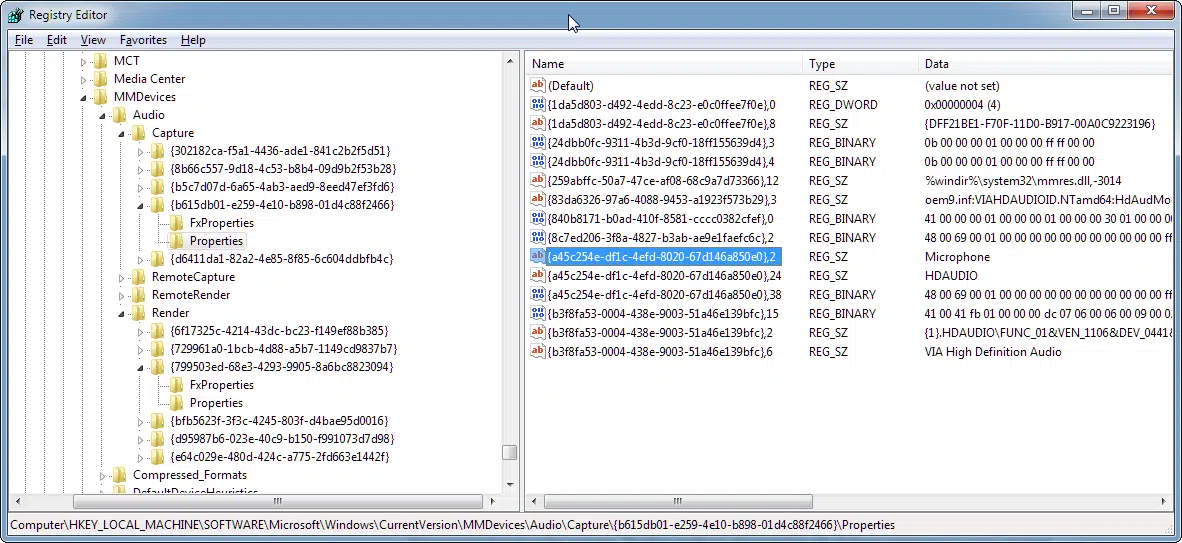 Registry Editor
File Edit View Favorites Help
MCT
Media Center
MMDevices
Audio
Capture
{302182ca-f5a1-4436-ade1-841c2b2f5d51}
{8b66c557-9d18-4c53-b8b4-09d9b2f53b28}
{b5c7d07d-6a65-4ab3-aed9-8eed47ef3fd6}
{b615db01-e259-4e10-b898-01d4c88f2466}
FxProperties
Properties
{d6411da1-82a2-4e85-8f85-6c604ddbfb4c}
RemoteCapture
RemoteRender
Render
{6f17325c-4214-43dc-bc23-f149ef88b385}
{729961a0-1bcb-4d88-a5b7-1149cd9837b7}
{799503ed-68e3-4293-9905-8a6bc8823094}
FxProperties
Properties
{bfb5623f-3f3c-4245-803f-d4bae95d0016}
{d95987b6-023e-40c9-b150-f991073d7d98}
{e64c029e-480d-424c-a775-2fd663e1442f}
Compressed_Formats
DefaultDeviceHeuristics
Name Type Data
(Default) REG_SZ (value not set)
{1da5d803-d492-4edd-8c23-e0c0ffee7f0e},0 REG_DWORD 0x00000004 (4)
{1da5d803-d492-4edd-8c23-e0c0ffee7f0e},8 REG_SZ {DFF21BE1-F70F-11D0-B917-00A0C9223196}
{24dbb0fc-9311-4b3d-9cf0-18ff155639d4},3 REG_BINARY 0b 00 00 00 01 00 00 00 ff ff 00 00
{24dbb0fc-9311-4b3d-9cf0-18ff155639d4},4 REG_BINARY 0b 00 00 00 01 00 00 00 ff ff 00 00
{259abffc-50a7-47ce-af08-68c9a7d73366},12 REG_SZ %windir%\system32\mmres.dll,-3014
{83da6326-97a6-4088-9453-a1923f573b29},3 REG_SZ oem9.inf:VIAHDAUDIOID.NTamd64:HdAudMo
{840b8171-b0ad-410f-8581-cccc0382cfef},0 REG_BINARY 41 00 00 00 01 00 00 00 01 00 00 00 30 01 00 00 00
{8c7ed206-3f8a-4827-b3ab-ae9e1faefc6c},2 REG_BINARY 48 00 69 00 01 00 00 00 00 00 00 00 00 00 00 00 ff
{a45c254e-df1c-4efd-8020-67d146a850e0},2 REG_SZ Microphone
{a45c254e-df1c-4efd-8020-67d146a850e0},24 REG_SZ HDAUDIO
{a45c254e-df1c-4efd-8020-67d146a850e0},38 REG_BINARY 48 00 69 00 01 00 00 00 00 00 00 00 00 00 00 00 ff
{b3f8fa53-0004-438e-9003-51a46e139bfc},15 REG_BINARY 41 00 41 fb 01 00 00 00 dc 07 06 00 06 00 09 00 0
{b3f8fa53-0004-438e-9003-51a46e139bfc},2 REG_SZ {1}.HDAUDIO\FUNC_01&VEN_1106&DEV_0441&
{b3f8fa53-0004-438e-9003-51a46e139bfc},6 REG_SZ VIA High Definition Audio
Computer\HKEY_LOCAL_MACHINE\SOFTWARE\Microsoft\Windows\CurrentVersion\MMDevices\Audio\Capture\{b615db01-e259-4e10-b898-01d4c88f2466}\Properties